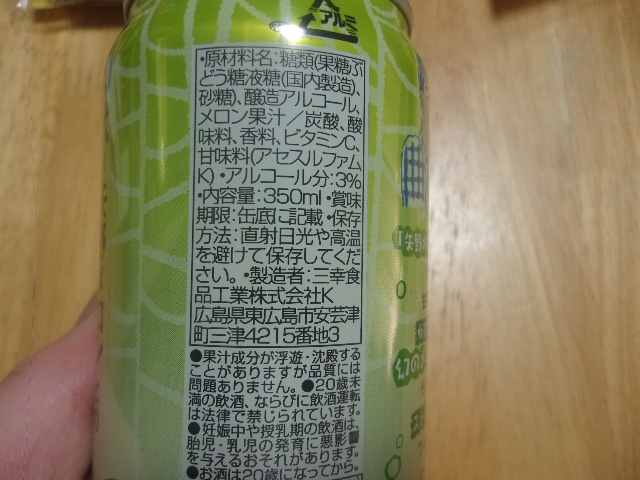 アルミ
・原材料名:糖類(果糖ぶ
どう糖液糖(国内製造)、
砂糖)、醸造アルコール、
メロン果汁/炭酸、酸
味料、香料、ビタミンC、
甘味料(アセスルファム
K)・アルコール分:3%
・内容量:350ml・賞味
期限:缶底に記載・保存
方法:直射日光や高温
を避けて保存してくだ
さい。・製造者:三幸食
品工業株式会社K
広島県東広島市安芸津
町三津4215番地3
●果汁成分が浮遊・沈殿する
ことがありますが品質には
問題ありません。●20歳未
満の飲酒、ならびに飲酒運転
は法律で禁じられています。
●妊娠中や授乳期の飲酒は、
胎児・乳児の発育に悪影響
を与えるおそれがあります。
●お酒は20歳になってから。